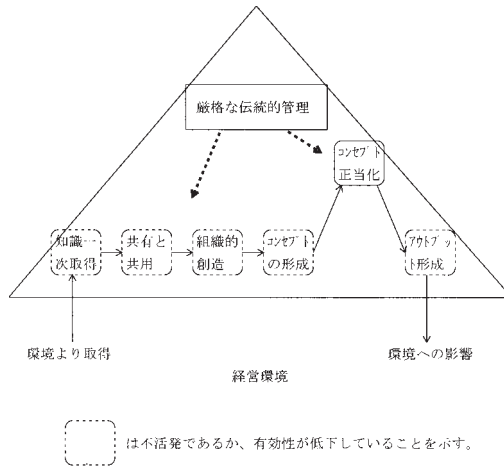 厳格な伝統的管理
コンセプト
正当化
知識一
次取得
共有と
共用
組織的
創造
コンセプト
の形成
アウトプッ
ト形成
環境より取得
環境への影響
経営環境
は不活発であるか、有効性が低下していることを示す。